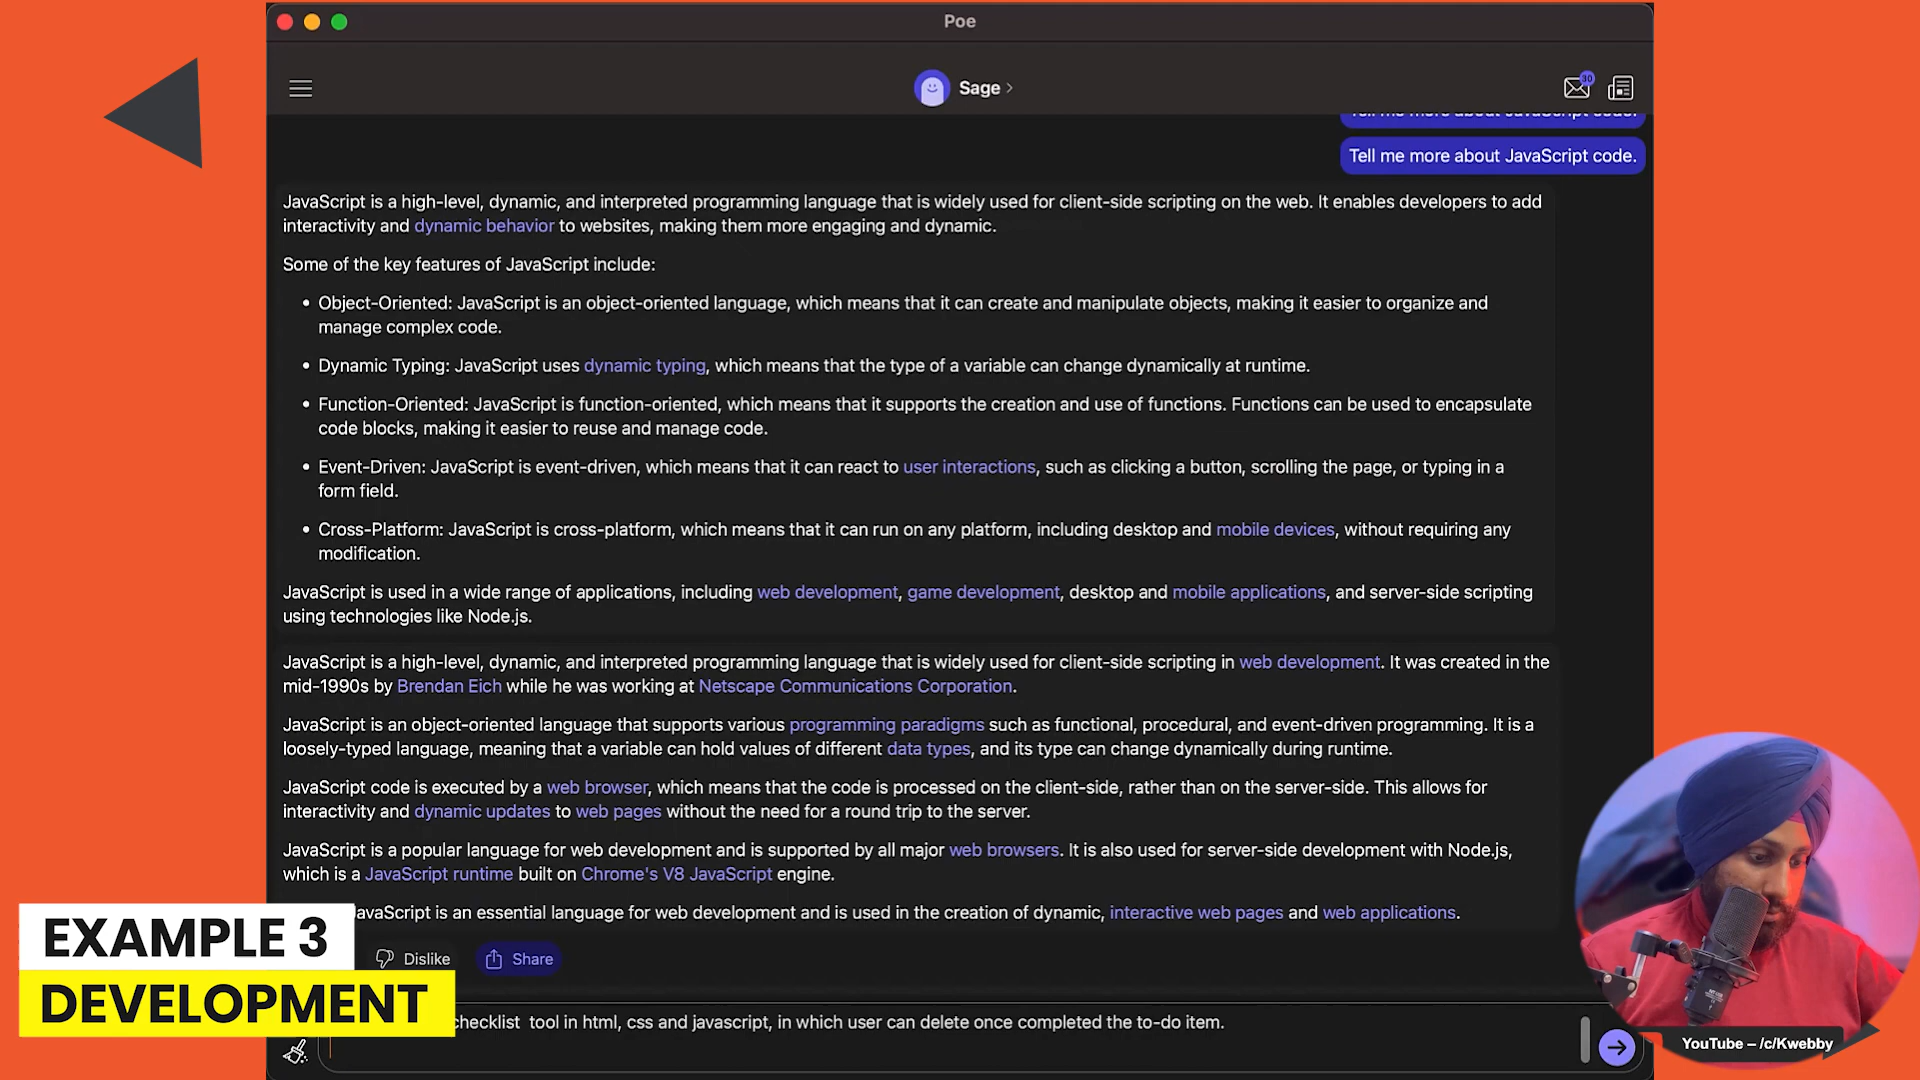 Poe
Sage
30
Tell me more about JavaScript code.
Tell me more about JavaScript code.
JavaScript is a high-level, dynamic, and interpreted programming language that is widely used for client-side scripting on the web. It enables developers to add
interactivity and dynamic behavior to websites, making them more engaging and dynamic.
Some of the key features of JavaScript include:
• Object-Oriented: JavaScript is an object-oriented language, which means that it can create and manipulate objects, making it easier to organize and
manage complex code.
• Dynamic Typing: JavaScript uses dynamic typing, which means that the type of a variable can change dynamically at runtime.
• Function-Oriented: JavaScript is function-oriented, which means that it supports the creation and use of functions. Functions can be used to encapsulate
code blocks, making it easier to reuse and manage code.
• Event-Driven: JavaScript is event-driven, which means that it can react to user interactions, such as clicking a button, scrolling the page, or typing in a
form field.
• Cross-Platform: JavaScript is cross-platform, which means that it can run on any platform, including desktop and mobile devices, without requiring any
modification.
JavaScript is used in a wide range of applications, including web development, game development, desktop and mobile applications, and server-side scripting
using technologies like Node.js.
JavaScript is a high-level, dynamic, and interpreted programming language that is widely used for client-side scripting in web development. It was created in the
mid-1990s by Brendan Eich while he was working at Netscape Communications Corporation.
JavaScript is an object-oriented language that supports various programming paradigms such as functional, procedural, and event-driven programming. It is a
loosely-typed language, meaning that a variable can hold values of different data types, and its type can change dynamically during runtime.
JavaScript code is executed by a web browser, which means that the code is processed on the client-side, rather than on the server-side. This allows for
interactivity and dynamic updates to web pages without the need for a round trip to the server.
JavaScript is a popular language for web development and is supported by all major web browsers. It is also used for server-side development with Node.js,
which is a JavaScript runtime built on Chrome's V8 JavaScript engine.
JavaScript is an essential language for web development and is used in the creation of dynamic, interactive web pages and web applications.
EXAMPLE 3
Dislike
Share
DEVELOPMENT
checklist tool in html, css and javascript, in which user can delete once completed the to-do item.
YouTube – /c/Kwebby